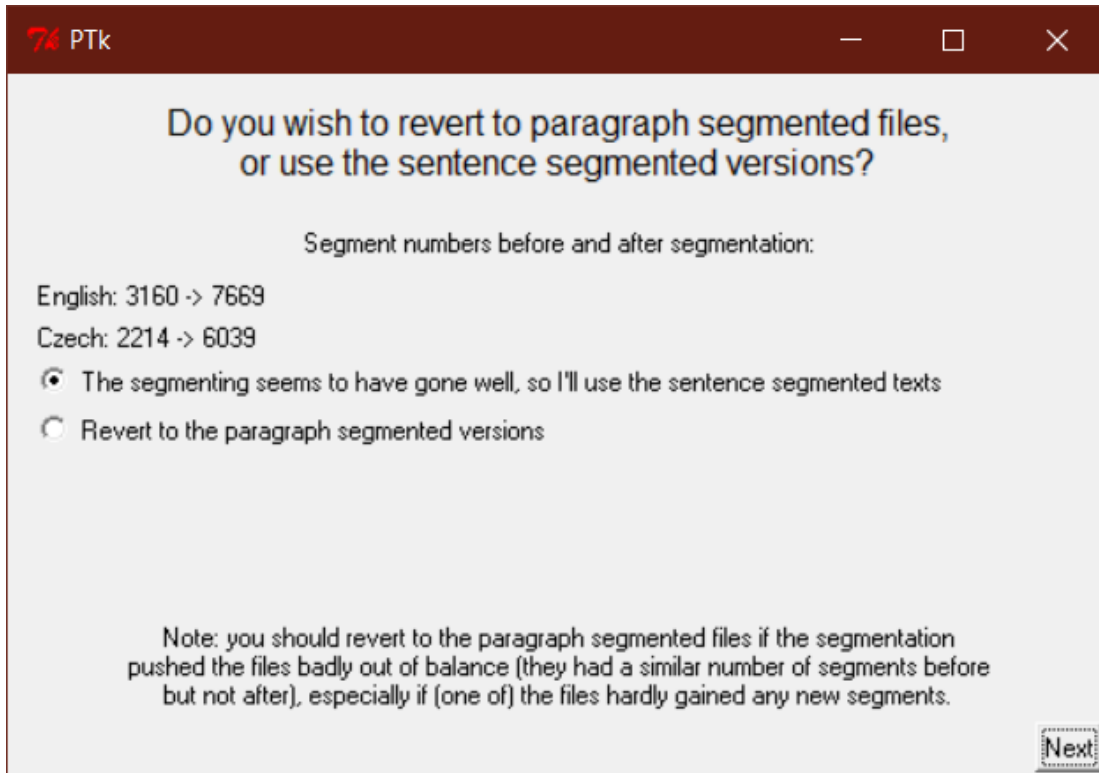 PTk
Do you wish to revert to paragraph segmented files,
or use the sentence segmented versions?
Segment numbers before and after segmentation:
English: 3160 -> 7669
Czech: 2214 -> 6039
The segmenting seems to have gone well, so I'll use the sentence segmented texts
Revert to the paragraph segmented versions
Note: you should revert to the paragraph segmented files if the segmentation
pushed the files badly out of balance (they had a similar number of segments before
but not after), especially if (one of) the files hardly gained any new segments.
Next